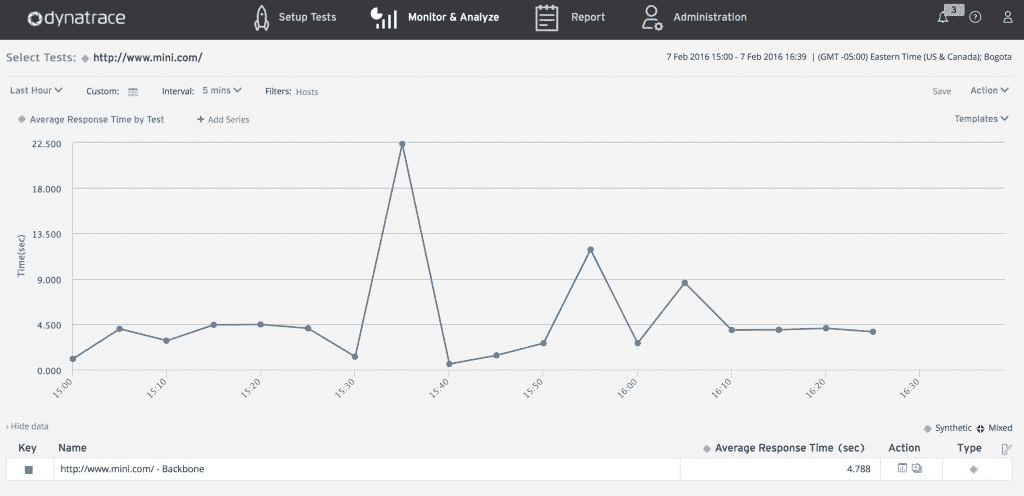 dynatrace
Setup Tests
Monitor & Analyze
Report
Administration
3
?
Select Tests: http://www.mini.com/
7 Feb 2016 15:00 - 7 Feb 2016 16:39 | (GMT -05:00) Eastern Time (US & Canada); Bogota
Last Hour Custom: Interval: 5 mins Filters: Hosts
Save Action
Average Response Time by Test + Add Series
Templates
Time(sec)
22.500
18.000
13.500
9.000
4.500
0.000
15:00 15:10 15:20 15:30 15:40 15:50 16:00 16:10 16:20 16:30
› Hide data
Synthetic Mixed
Key Name Average Response Time (sec) Action Type
http://www.mini.com/ - Backbone 4.788